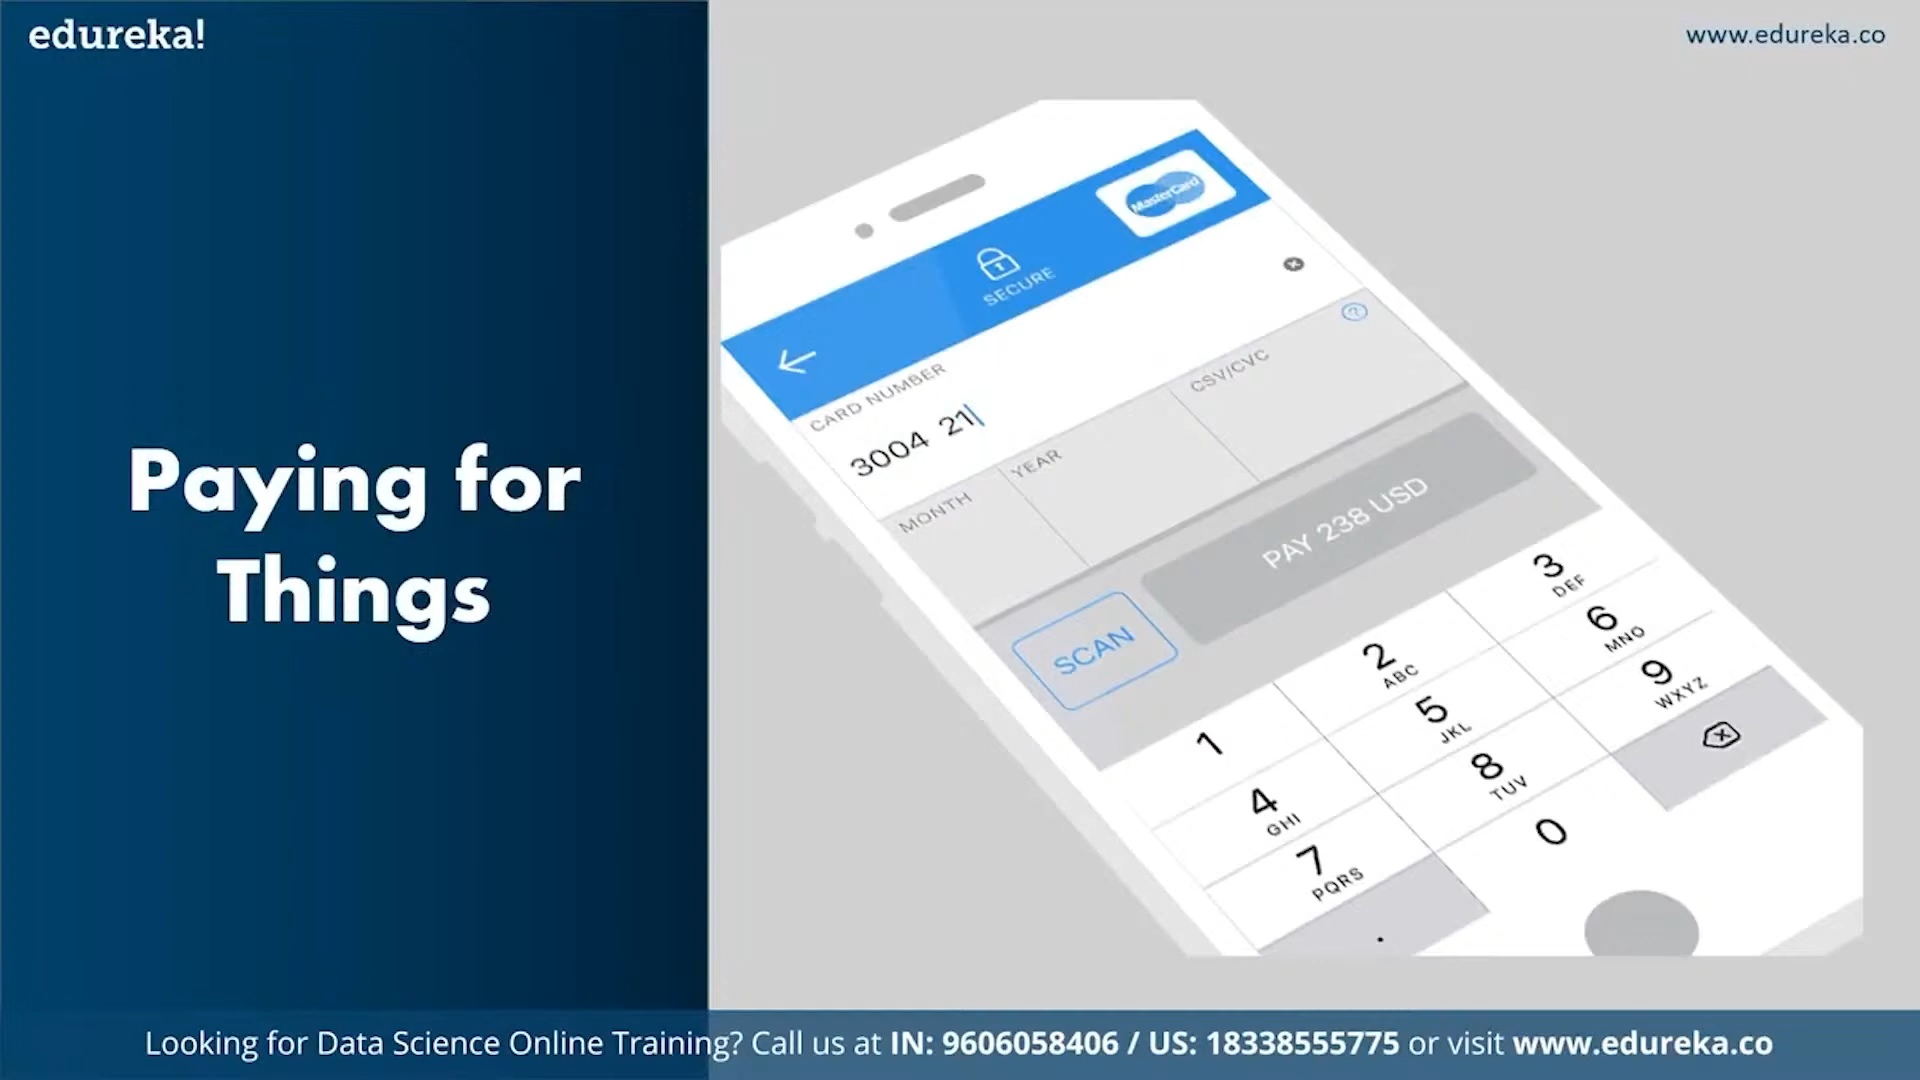 edureka!
www.edureka.co
Paying for
Things
MasterCard
SECURE
CARD NUMBER
3004 21
MONTH
YEAR
CSV/CVC
?
SCAN
PAY 238 USD
1
2
ABC
3
DEF
4
GHI
5
JKL
6
MNO
7
PQRS
8
TUV
9
WXYZ
.
0
Looking for Data Science Online Training? Call us at IN: 9606058406 / US: 18338555775 or visit www.edureka.co